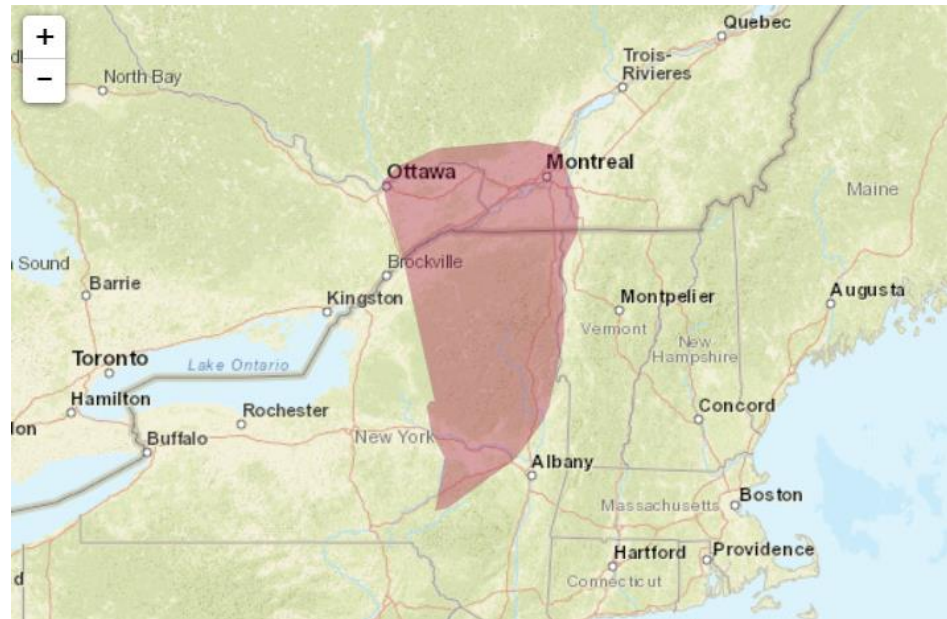 +
−
Quebec
Trois-
Rivieres
North Bay
Ottawa
Montreal
Maine
Brockville
Sound
Barrie
Kingston
Montpelier
Augusta
Vermont
New
Hampshire
Toronto
Lake Ontario
Hamilton
Rochester
Concord
Buffalo
New York
Albany
Massachusetts
Boston
Hartford
Providence
Connecticut